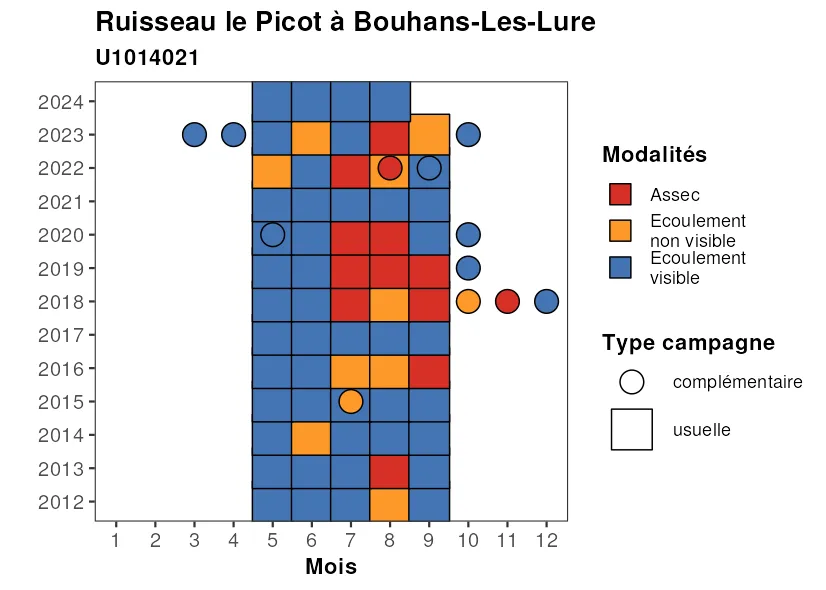 Ruisseau le Picot à Bouhans-Les-Lure
U1014021
2024
2023
2022
2021
2020
2019
2018
2017
2016
2015
2014
2013
2012
1 2 3 4 5 6 7 8 9 10 11 12
Mois
Modalités
Assec
Ecoulement
non visible
Ecoulement
visible
Type campagne
complémentaire
usuelle